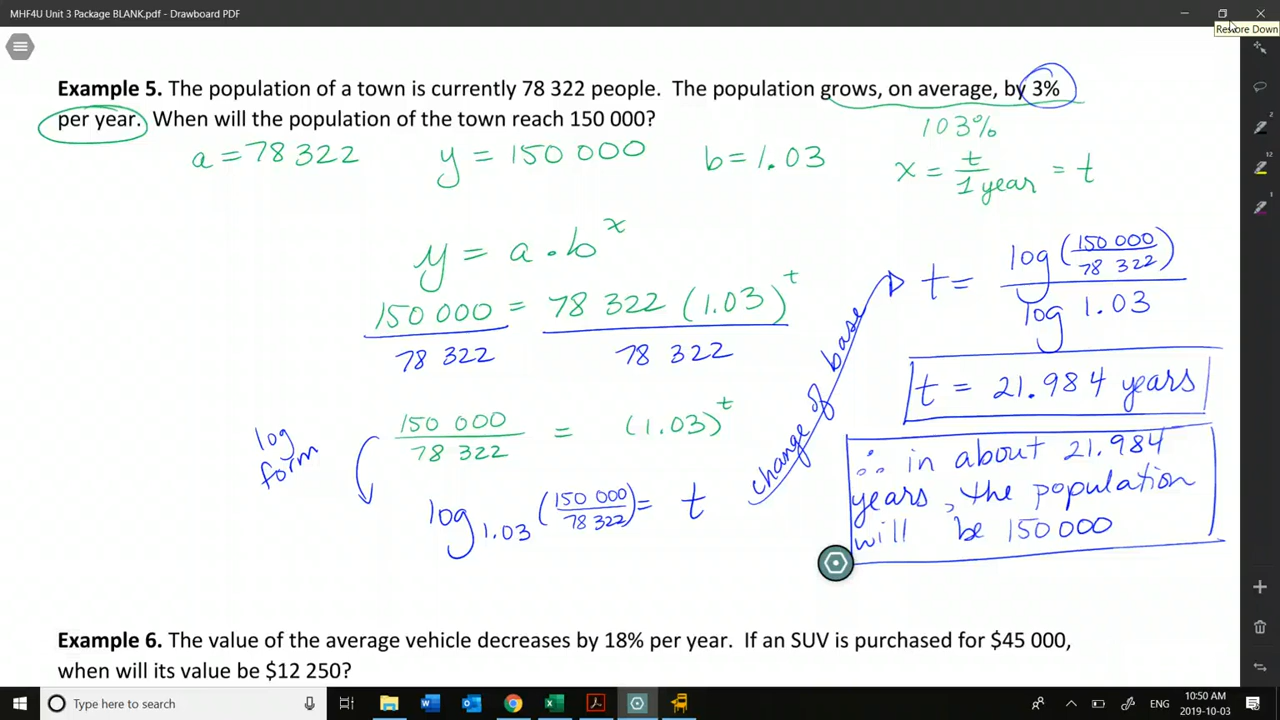 MHF4U Unit 3 Package BLANK.pdf - Drawboard PDF
Restore Down
Example 5. The population of a town is currently 78 322 people. The population grows, on average, by 3%
per year. When will the population of the town reach 150 000?
103%
a = 78 322 y = 150 000 b = 1.03 x = t / 1 year = t
y = a · b^x
150 000 / 78 322 = 78 322 (1.03)^t / 78 322
log form
150 000 / 78 322 = (1.03)^t
log_1.03 (150 000 / 78 322) = t
change of base
t = log (150 000 / 78 322) / log 1.03
t = 21.984 years
∴ in about 21.984
years, the population
will be 150 000
Example 6. The value of the average vehicle decreases by 18% per year. If an SUV is purchased for $45 000,
when will its value be $12 250?
Type here to search
ENG
10:50 AM
2019-10-03